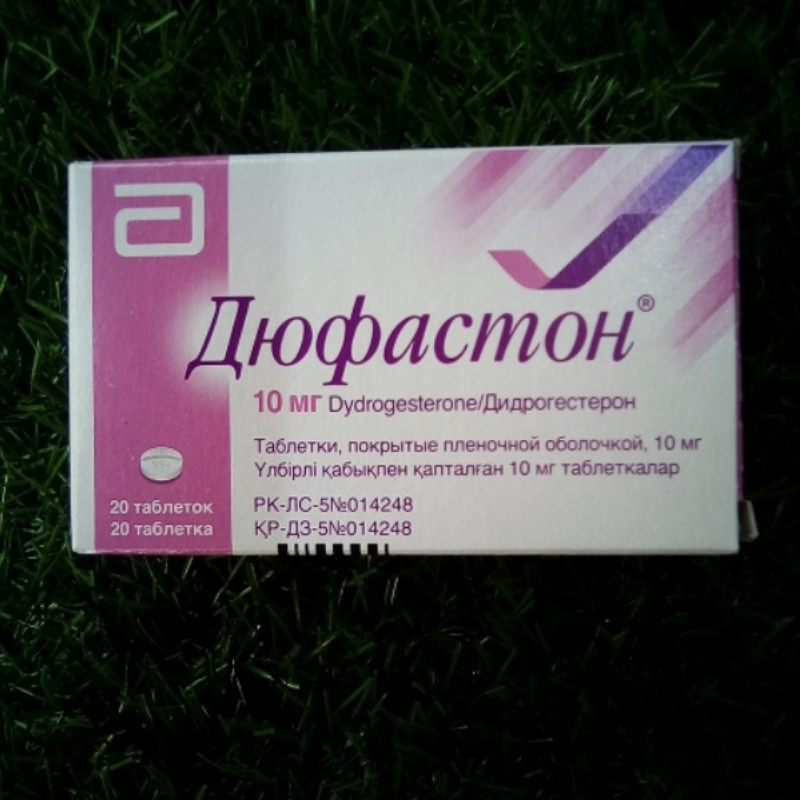 Дюфастон®
10 мг Dydrogesterone/Дидрогестерон
Таблетки, покрытые пленочной оболочкой, 10 мг
Үлбірлі қабықпен қапталған 10 мг таблеткалар
20 таблеток
20 таблетка
РК-ЛС-5№014248
ҚР-ДЗ-5№014248